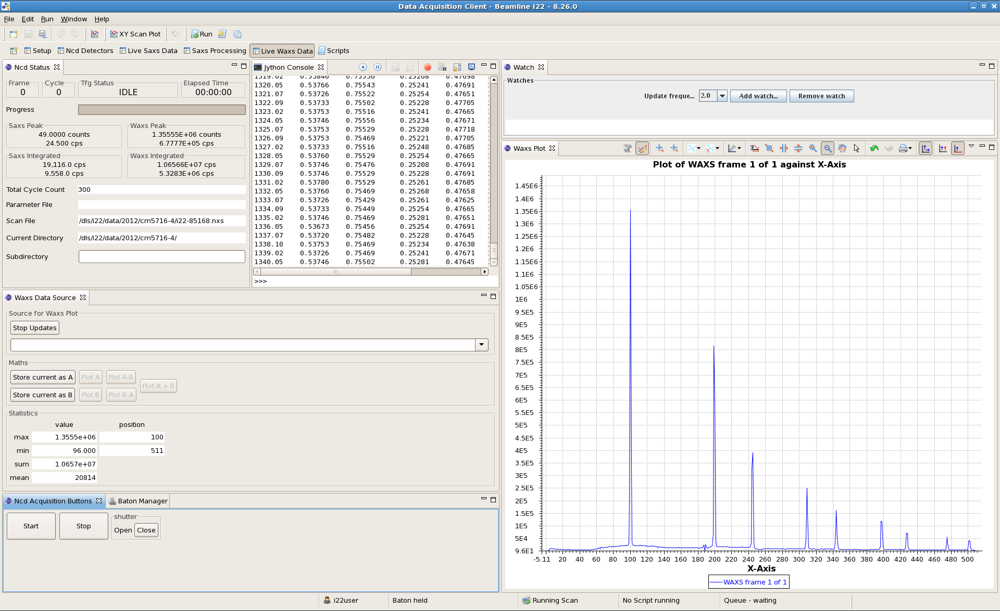 Data Acquisition Client - Beamline I22 - 8.26.0
File Edit Run Window Help
XY Scan Plot Run
Setup Ncd Detectors Live Saxs Data Saxs Processing Live Waxs Data Scripts
Ncd Status
Frame Cycle Tfg Status Elapsed Time
0 0 IDLE 00:00:00
Progress
Saxs Peak Waxs Peak
49.0000 counts 1.35555E+06 counts
24.500 cps 6.7777E+05 cps
Saxs Integrated Waxs Integrated
19,116.0 cps 1.06566E+07 cps
9,558.0 cps 5.3283E+06 cps
Total Cycle Count 300
Parameter File
Scan File /dls/i22/data/2012/cm5716-4/i22-85168.nxs
Current Directory /dls/i22/data/2012/cm5716-4/
Subdirectory
Jython Console
1319.02 0.53840 0.75536 0.25268 0.47698
1320.05 0.53766 0.75543 0.25241 0.47691
1321.07 0.53726 0.75522 0.25254 0.47651
1322.09 0.53733 0.75502 0.25228 0.47705
1323.02 0.53753 0.75516 0.25241 0.47665
1324.05 0.53746 0.75556 0.25234 0.47671
1325.07 0.53753 0.75529 0.25228 0.47718
1326.09 0.53753 0.75469 0.25221 0.47705
1327.02 0.53733 0.75516 0.25248 0.47685
1328.05 0.53760 0.75529 0.25254 0.47665
1329.07 0.53746 0.75476 0.25208 0.47691
1330.09 0.53746 0.75529 0.25228 0.47691
1331.02 0.53780 0.75529 0.25261 0.47685
1332.05 0.53760 0.75469 0.25268 0.47658
1333.07 0.53726 0.75429 0.25261 0.47625
1334.09 0.53733 0.75449 0.25254 0.47665
1335.02 0.53746 0.75469 0.25281 0.47651
1336.05 0.53673 0.75456 0.25254 0.47691
1337.07 0.53720 0.75482 0.25228 0.47645
1338.10 0.53753 0.75469 0.25234 0.47638
1339.02 0.53726 0.75469 0.25241 0.47671
1340.05 0.53746 0.75502 0.25281 0.47645
>>>
Watch
Watches
Update freque... 2.0 Add watch... Remove watch
Waxs Plot
Plot of WAXS frame 1 of 1 against X-Axis
1.45E6
1.4E6
1.35E6
1.3E6
1.25E6
1.2E6
1.15E6
1.1E6
1.05E6
1E6
9.5E5
9E5
8.5E5
8E5
7.5E5
7E5
6.5E5
6E5
5.5E5
5E5
4.5E5
4E5
3.5E5
3E5
2.5E5
2E5
1.5E5
1E5
5E4
9.6E1
-5.11 20 40 60 80 100 120 140 160 180 200 220 240 260 280 300 320 340 360 380 400 420 440 460 480 500
X-Axis
WAXS frame 1 of 1
Waxs Data Source
Source for Waxs Plot
Stop Updates
Maths
Store current as A Plot A Plot A-B
Plot A + B
Store current as B Plot B Plot B-A
Statistics
value position
max 1.3555e+06 100
min 96.000 511
sum 1.0657e+07
mean 20814
Ncd Acquisition Buttons Baton Manager
Start Stop shutter
Open Close
i22user Baton held Running Scan No Script running Queue - waiting